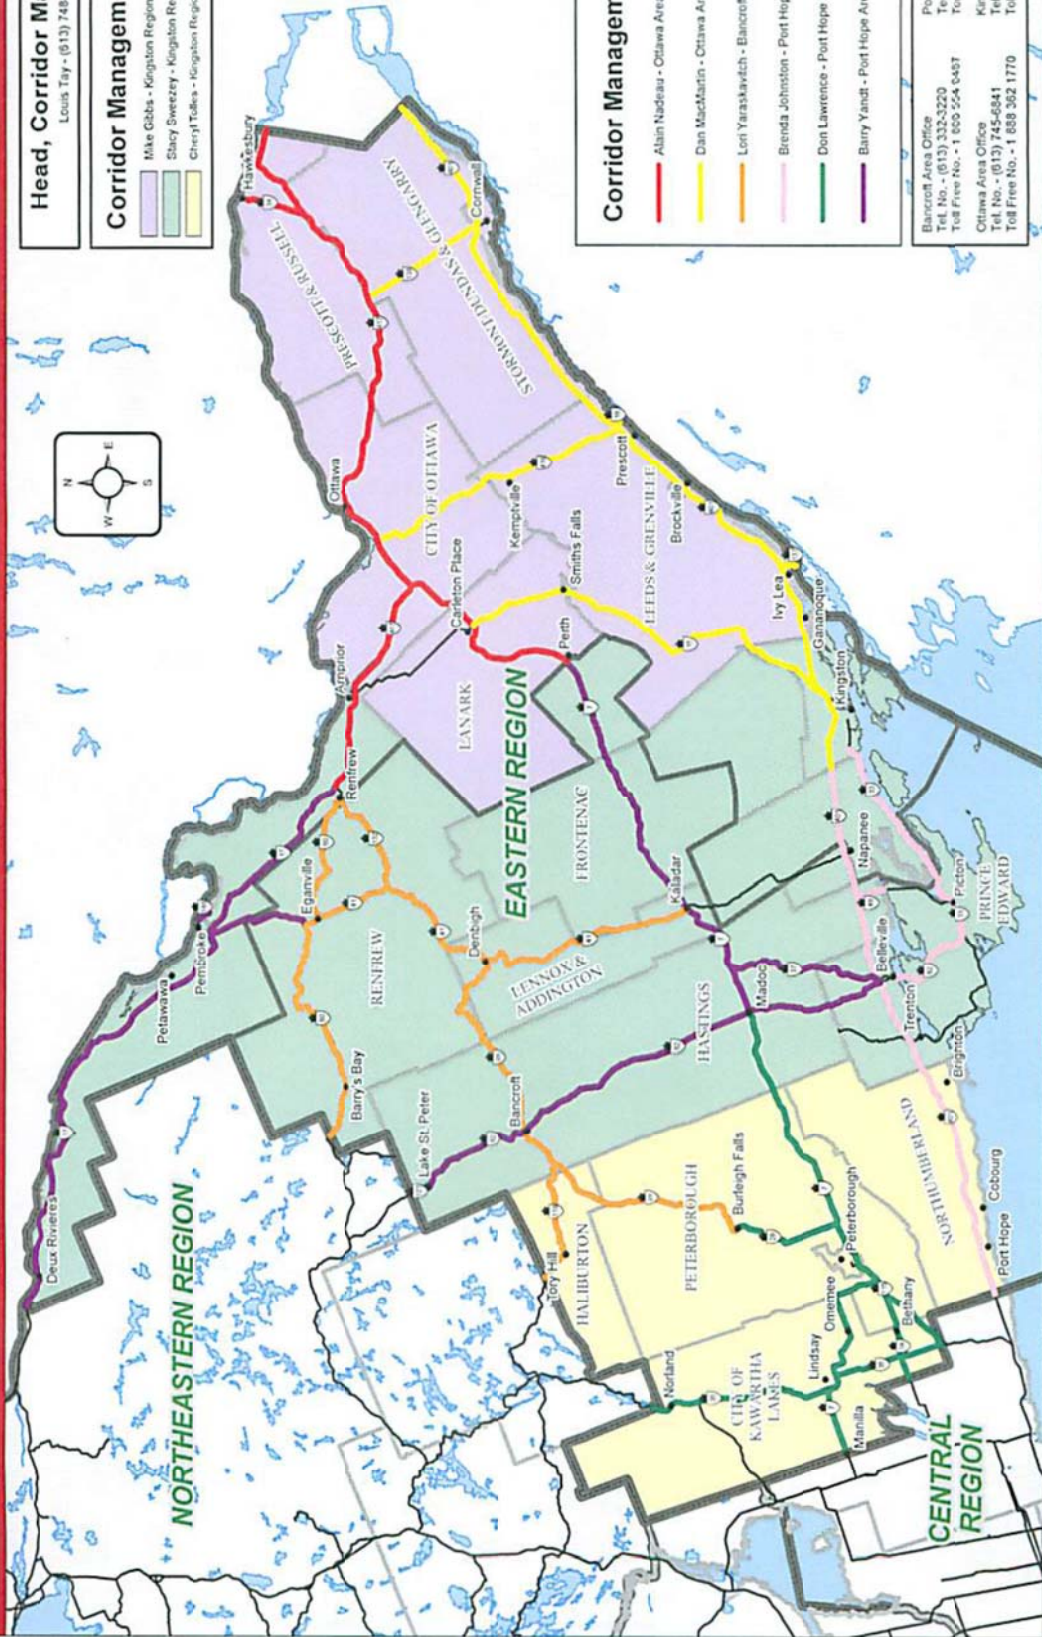 Head, Corridor Ma
Louis Tay - (613) 748
Corridor Managem
Mike Gibbs - Kingston Region
Stacy Sweezey - Kingston Re
Cheryl Tolles - Kingston Regio
Corridor Managem
Alain Nadeau - Ottawa Area
Dan MacMartin - Ottawa Ar
Lori Yaraskavitch - Bancrof
Brenda Johnston - Port Hop
Don Lawrence - Port Hope
Barry Yandt - Port Hope Ar
Bancroft Area Office
Tel. No. - (613) 332-3220
Ottawa Area Office
Tel. No. - (613) 745-6841
Toll Free No. - 1 888 362 1770
N
W
E
S
NORTHEASTERN REGION
EASTERN REGION
CENTRAL
REGION
Deux Rivieres
Petawawa
Pembroke
Renfrew
Arnprior
Ottawa
Hawkesbury
PRESCOTT & RUSSELL
STORMONT-DUNDAS & GLENGARRY
Cornwall
CITY OF OTTAWA
Carleton Place
Kemptville
Smiths Falls
Perth
LANARK
LEEDS & GRENVILLE
Prescott
Brockville
Ivy Lea
Gananoque
Kingston
Eganville
RENFREW
Barry's Bay
Denbigh
LENNOX &
ADDINGTON
FRONTENAC
Kaladar
Lake St. Peter
Bancroft
HASTINGS
Madoc
Napanee
Belleville
Picton
PRINCE
EDWARD
Trenton
Brighton
Tory Hill
HALIBURTON
PETERBOROUGH
Burleigh Falls
Peterborough
NORTHUMBERLAND
Cobourg
Port Hope
Norland
CITY OF
KAWARTHA
LAKES
Lindsay
Omemee
Bethany
Manilla